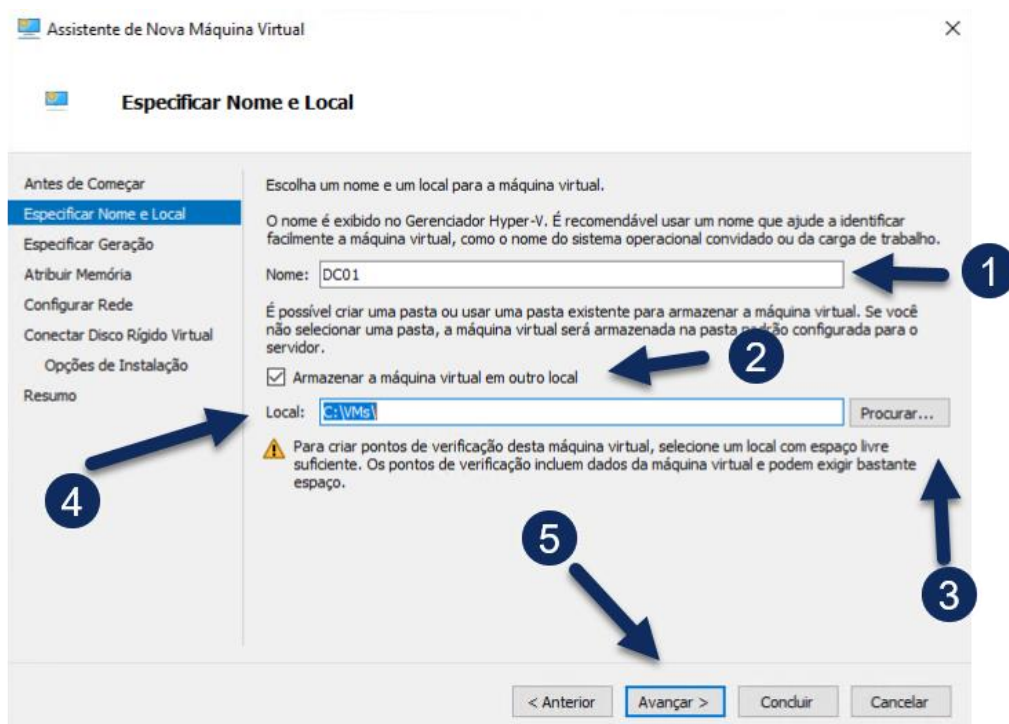 Assistente de Nova Máquina Virtual
Especificar Nome e Local
Antes de Começar
Especificar Nome e Local
Especificar Geração
Atribuir Memória
Configurar Rede
Conectar Disco Rígido Virtual
Opções de Instalação
Resumo
Escolha um nome e um local para a máquina virtual.
O nome é exibido no Gerenciador Hyper-V. É recomendável usar um nome que ajude a identificar
facilmente a máquina virtual, como o nome do sistema operacional convidado ou da carga de trabalho.
Nome: DC01
1
É possível criar uma pasta ou usar uma pasta existente para armazenar a máquina virtual. Se você
não selecionar uma pasta, a máquina virtual será armazenada na pasta padrão configurada para o
servidor.
2
Armazenar a máquina virtual em outro local
Local: C:\VMs\ Procurar...
Para criar pontos de verificação desta máquina virtual, selecione um local com espaço livre
suficiente. Os pontos de verificação incluem dados da máquina virtual e podem exigir bastante
espaço.
4
5
3
< Anterior Avançar > Concluir Cancelar